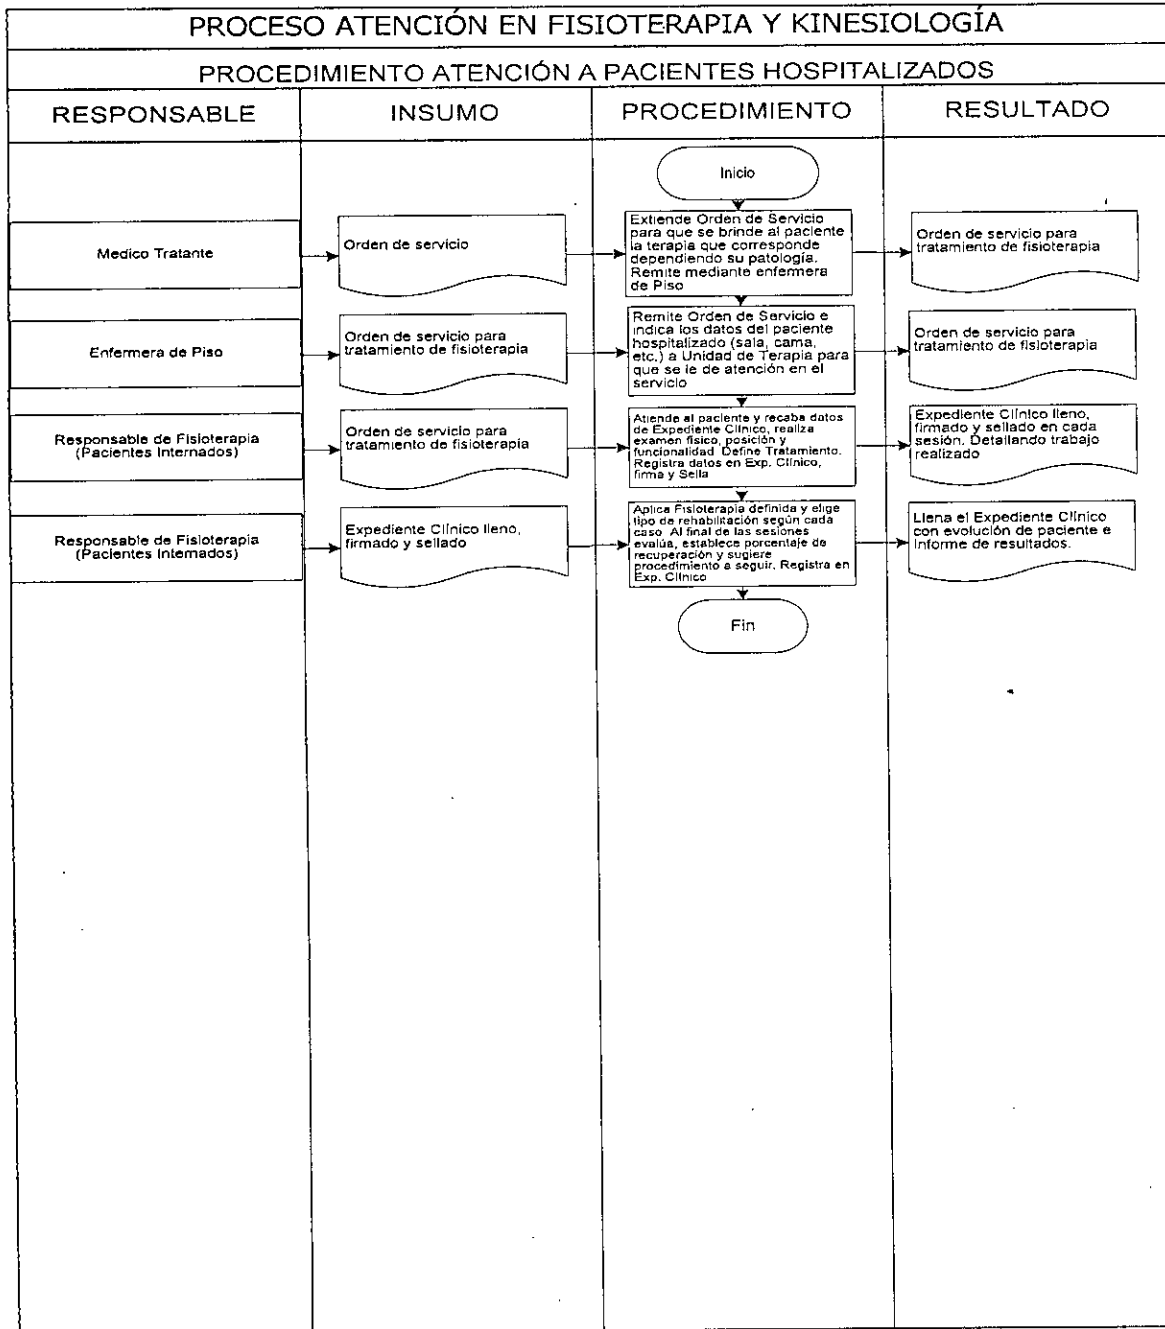 PROCESO ATENCIÓN EN FISIOTERAPIA Y KINESIOLOGÍA
PROCEDIMIENTO ATENCIÓN A PACIENTES HOSPITALIZADOS
RESPONSABLE
INSUMO
PROCEDIMIENTO
RESULTADO
Inicio
Medico Tratante
Orden de servicio
Extiende Orden de Servicio
para que se brinde al paciente
la terapia que corresponde
dependiendo su patología.
Remite mediante enfermera
de Piso
Orden de servicio para
tratamiento de fisioterapia
Enfermera de Piso
Orden de servicio para
tratamiento de fisioterapia
Remite Orden de Servicio e
indica los datos del paciente
hospitalizado (sala, cama,
etc.) a Unidad de Terapia para
que se le de atención en el
servicio
Orden de servicio para
tratamiento de fisioterapia
Responsable de Fisioterapia
(Pacientes Internados)
Orden de servicio para
tratamiento de fisioterapia
Atiende al paciente y recaba datos
de Expediente Clínico, realiza
examen fisico, posición y
funcionalidad. Define Tratamiento.
Registra datos en Exp. Clínico,
firma y Sella
Expediente Clínico lleno,
firmado y sellado en cada
sesión. Detallando trabajo
realizado
Responsable de Fisioterapia
(Pacientes Internados)
Expediente Clínico lleno,
firmado y sellado
Aplica Fisioterapia definida y elige
tipo de rehabilitación según cada
caso. Al final de las sesiones
evalúa, establece porcentaje de
recuperación y sugiere
procedimiento a seguir. Registra en
Exp. Clínico
Llena el Expediente Clínico
con evolución de paciente e
Informe de resultados.
Fin